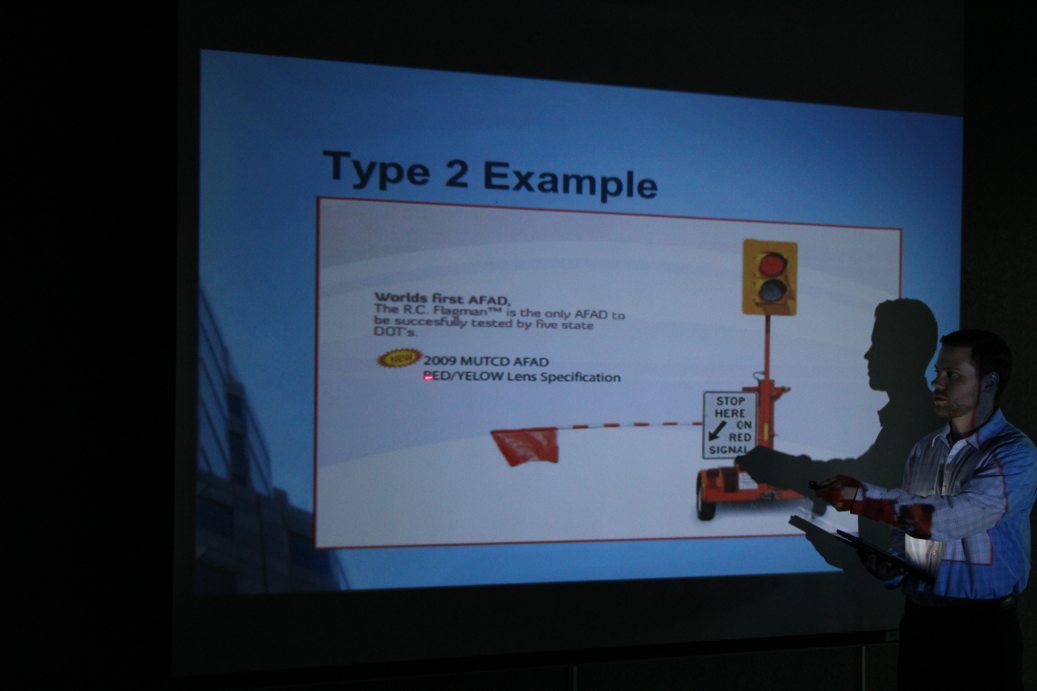 Type 2 Example
Worlds first AFAD,
The R.C. Flagman™ is the only AFAD to
be succesfully tested by five state
DOT's.
NEW
2009 MUTCD AFAD
RED/YELOW Lens Specification
STOP
HERE
ON
RED
SIGNAL